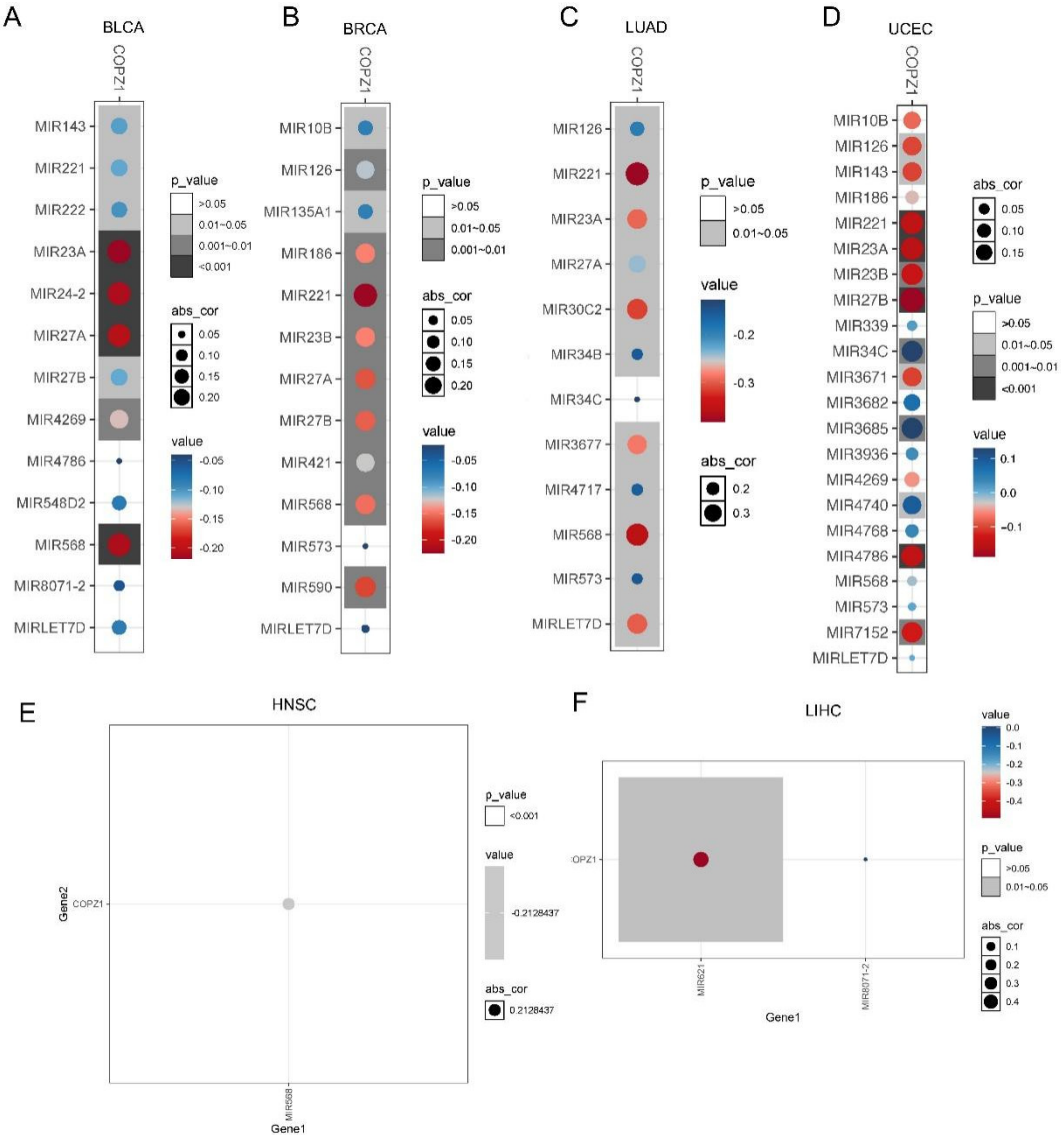 A
BLCA
COPZ1
MIR143
MIR221
MIR222
MIR23A
MIR24-2
MIR27A
MIR27B
MIR4269
MIR4786
MIR548D2
MIR568
MIR8071-2
MIRLET7D
p_value
>0.05
0.01~0.05
0.001~0.01
<0.001
abs_cor
0.05
0.10
0.15
0.20
value
-0.05
-0.10
-0.15
-0.20
B
BRCA
COPZ1
MIR10B
MIR126
MIR135A1
MIR186
MIR221
MIR23B
MIR27A
MIR27B
MIR421
MIR568
MIR573
MIR590
MIRLET7D
p_value
>0.05
0.01~0.05
0.001~0.01
abs_cor
0.05
0.10
0.15
0.20
value
-0.05
-0.10
-0.15
-0.20
C
LUAD
COPZ1
MIR126
MIR221
MIR23A
MIR27A
MIR30C2
MIR34B
MIR34C
MIR3677
MIR4717
MIR568
MIR573
MIRLET7D
p_value
>0.05
0.01~0.05
value
-0.2
-0.3
abs_cor
0.2
0.3
D
UCEC
COPZ1
MIR10B
MIR126
MIR143
MIR186
MIR221
MIR23A
MIR23B
MIR27B
MIR339
MIR34C
MIR3671
MIR3682
MIR3685
MIR3936
MIR4269
MIR4740
MIR4768
MIR4786
MIR568
MIR573
MIR7152
MIRLET7D
abs_cor
0.05
0.10
0.15
p_value
>0.05
0.01~0.05
0.001~0.01
<0.001
value
0.1
0.0
-0.1
E
HNSC
Gene2
COPZ1
MIR568
Gene1
p_value
<0.001
value
-0.2128437
abs_cor
0.2128437
F
LIHC
OPZ1
MIR621
MIR8071-2
Gene1
value
0.0
-0.1
-0.2
-0.3
-0.4
p_value
>0.05
0.01~0.05
abs_cor
0.1
0.2
0.3
0.4